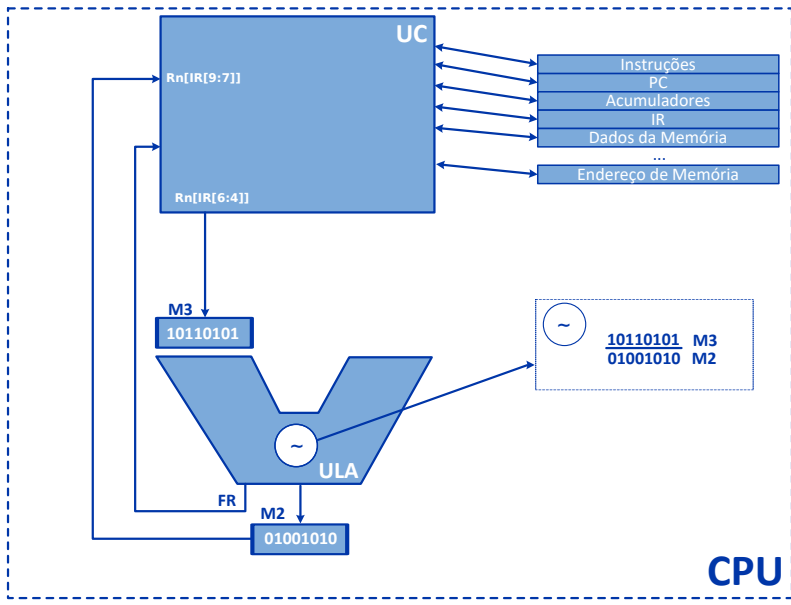 UC
Rn[IR[9:7]]
Rn[IR[6:4]]
Instruções
PC
Acumuladores
IR
Dados da Memória
...
Endereço de Memória
M3
10110101
~
10110101 M3
01001010 M2
~
ULA
FR
M2
01001010
CPU